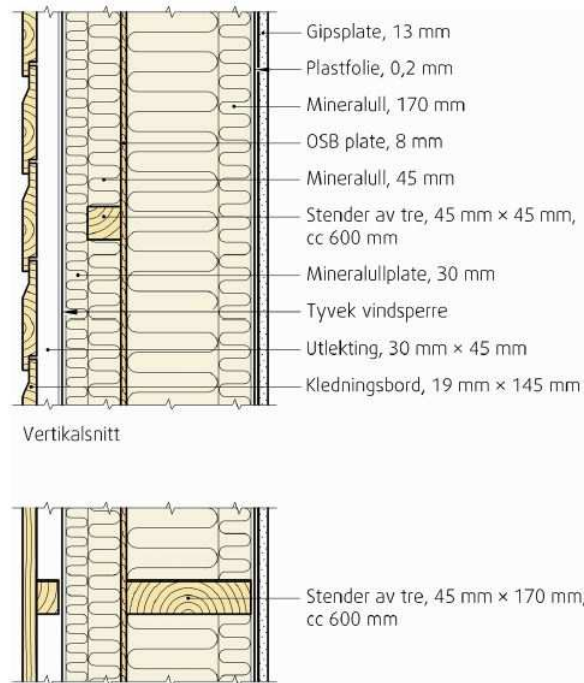 Gipsplate, 13 mm
Plastfolie, 0,2 mm
Mineralull, 170 mm
OSB plate, 8 mm
Mineralull, 45 mm
Stender av tre, 45 mm × 45 mm,
cc 600 mm
Mineralullplate, 30 mm
Tyvek vindsperre
Utlekting, 30 mm × 45 mm
Kledningsbord, 19 mm × 145 mm
Vertikalsnitt
Stender av tre, 45 mm × 170 mm,
cc 600 mm